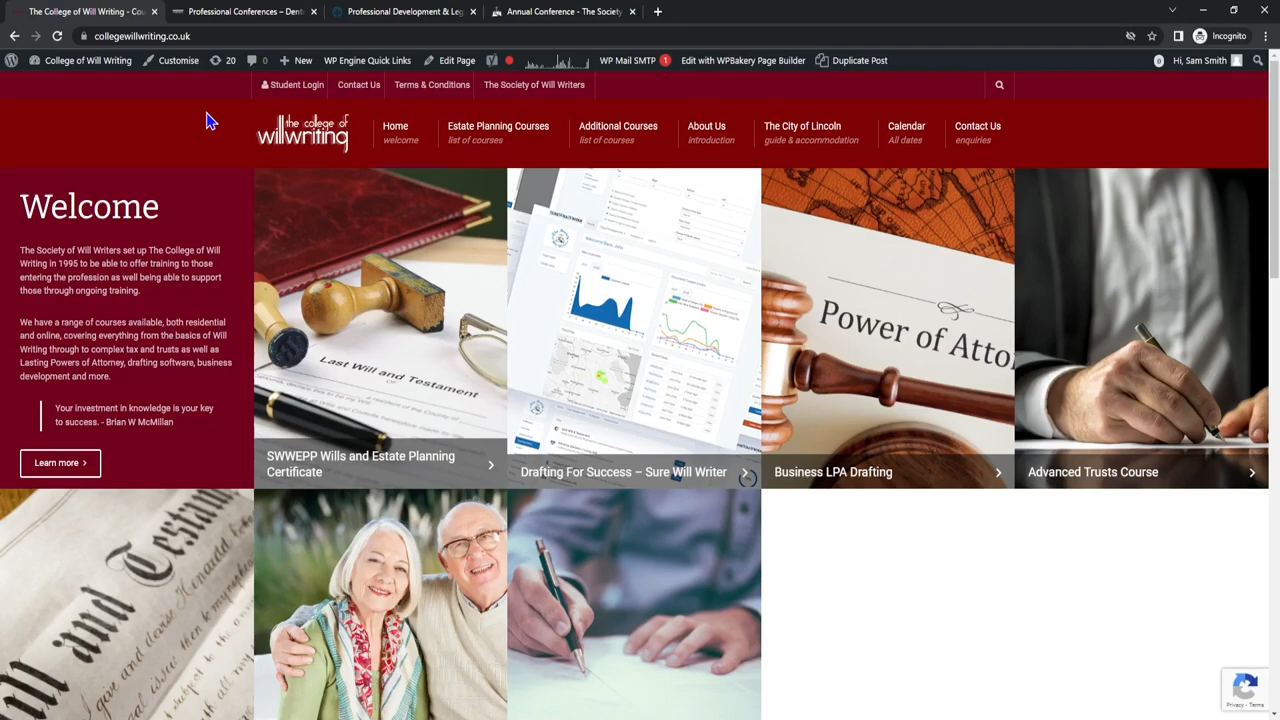 The College of Will Writing - Cou
Professional Conferences – Denti
Professional Development & Leg
Annual Conference - The Society
collegewillwriting.co.uk
Incognito
College of Will Writing
Customise
20
0
New
WP Engine Quick Links
Edit Page
WP Mail SMTP
1
Edit with WPBakery Page Builder
Duplicate Post
0
Hi, Sam Smith
Student Login
Contact Us
Terms & Conditions
The Society of Will Writers
the college of
willwriting
Home
welcome
Estate Planning Courses
list of courses
Additional Courses
list of courses
About Us
introduction
The City of Lincoln
guide & accommodation
Calendar
All dates
Contact Us
enquiries
Welcome
The Society of Will Writers set up The College of Will
Writing in 1995 to be able to offer training to those
entering the profession as well being able to support
those through ongoing training.
We have a range of courses available, both residential
and online, covering everything from the basics of Will
Writing through to complex tax and trusts as well as
Lasting Powers of Attorney, drafting software, business
development and more.
Your investment in knowledge is your key
to success. - Brian W McMillan
Learn more
Last Will and Testament
SWWEPP Wills and Estate Planning
Certificate
Drafting For Success – Sure Will Writer
Power of Atto
Business LPA Drafting
Advanced Trusts Course
ll and Testam
Privacy - Terms